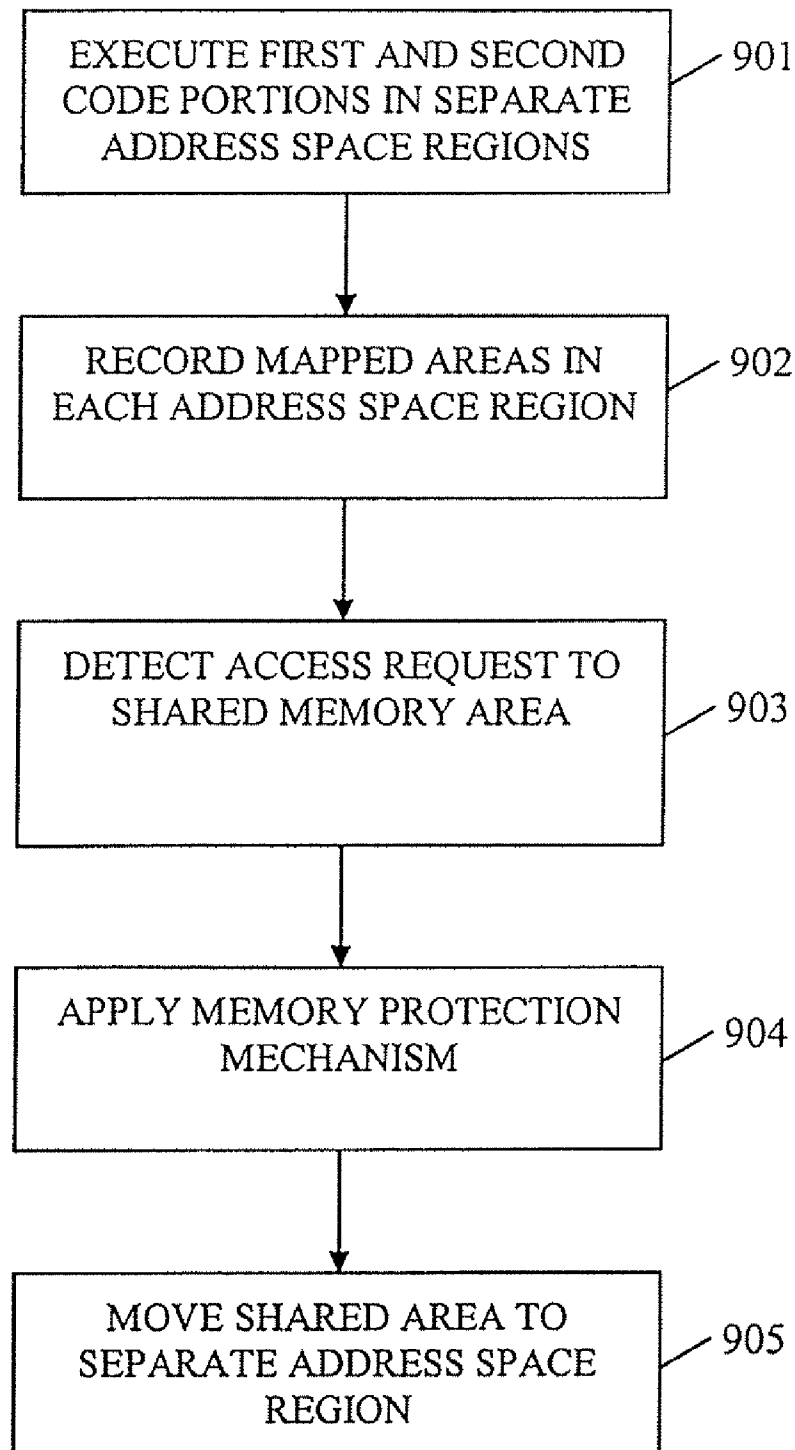 EXECUTE FIRST AND SECOND
CODE PORTIONS IN SEPARATE
ADDRESS SPACE REGIONS
901
RECORD MAPPED AREAS IN
EACH ADDRESS SPACE REGION
902
DETECT ACCESS REQUEST TO
SHARED MEMORY AREA
903
APPLY MEMORY PROTECTION
MECHANISM
904
MOVE SHARED AREA TO
SEPARATE ADDRESS SPACE
REGION
905